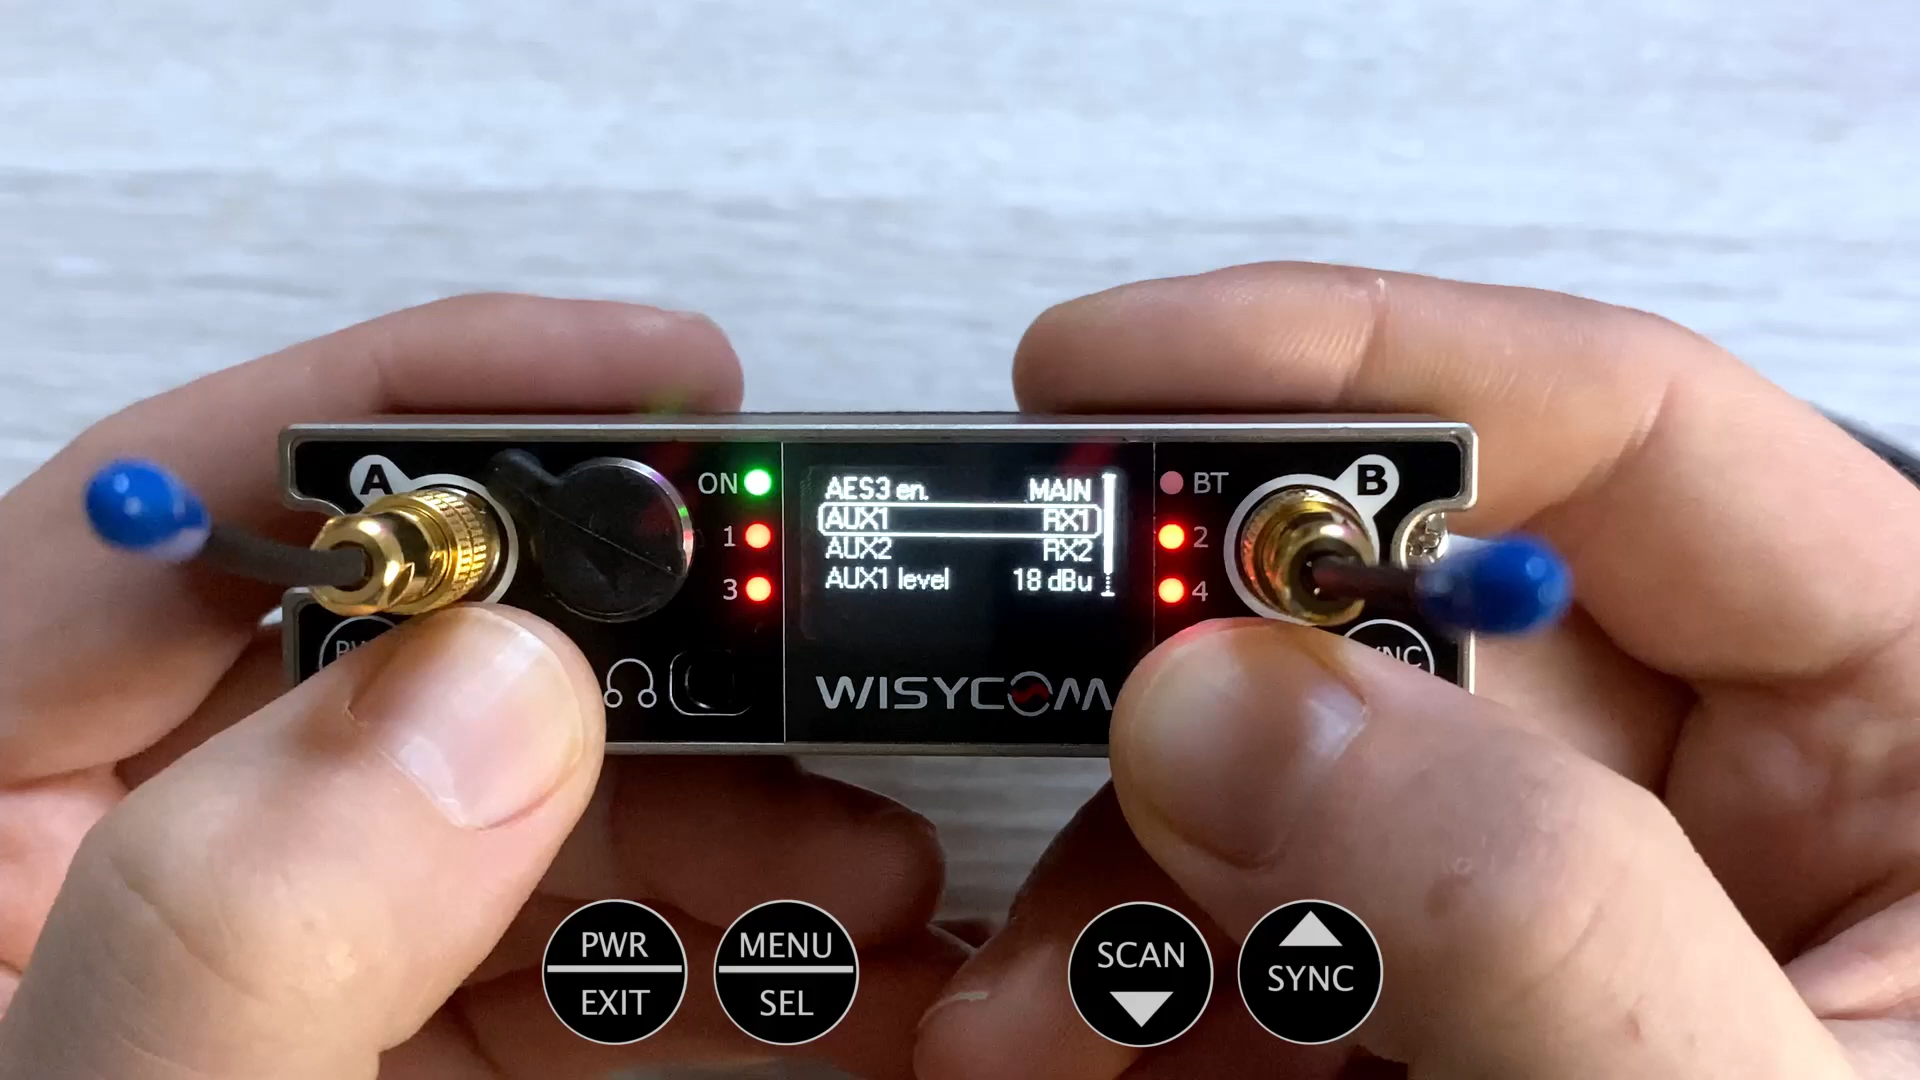 A
ON
1
3
AES3 en. MAIN
AUX1 RX1
AUX2 RX2
AUX1 level 18 dBu
BT
2
4
B
WISYCOM
PWR
EXIT
MENU
SEL
SCAN
SYNC